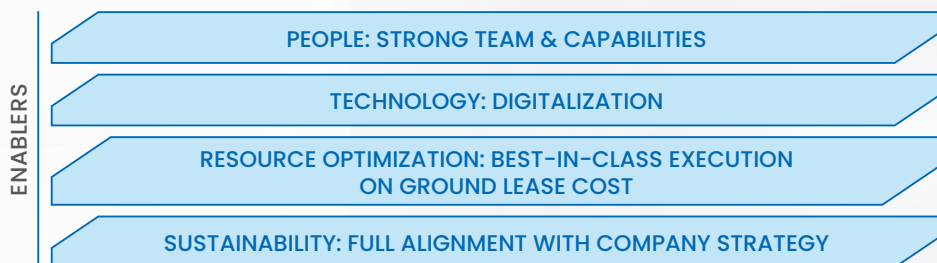 ENABLERS
PEOPLE: STRONG TEAM & CAPABILITIES
TECHNOLOGY: DIGITALIZATION
RESOURCE OPTIMIZATION: BEST-IN-CLASS EXECUTION
ON GROUND LEASE COST
SUSTAINABILITY: FULL ALIGNMENT WITH COMPANY STRATEGY